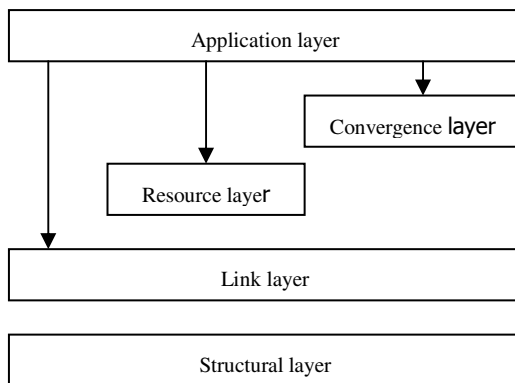 Application layer
Convergence layer
Resource layer
Link layer
Structural layer